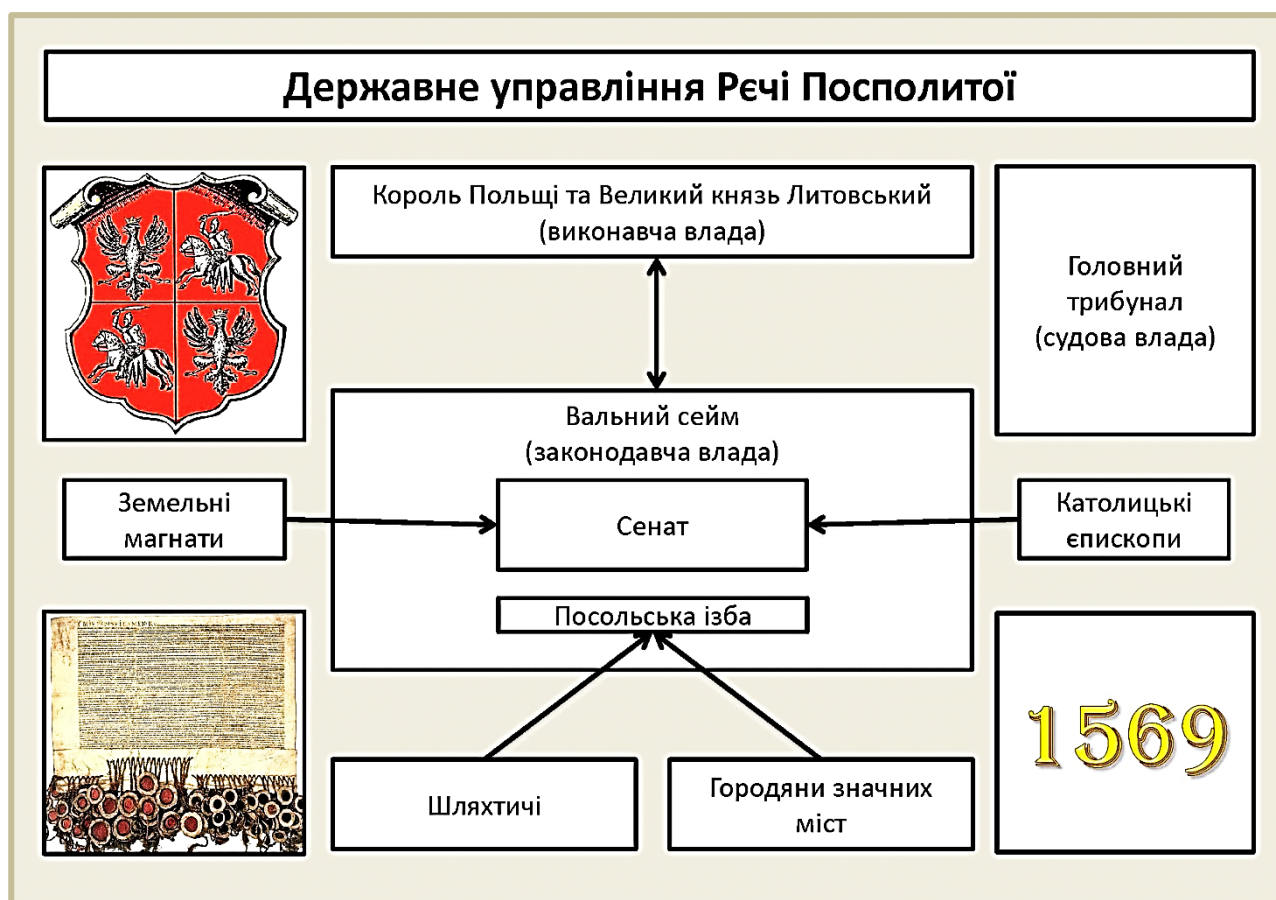 Державне управління Рєчі Посполитої
Король Польщі та Великий князь Литовський
(виконавча влада)
Головний
трибунал
(судова влада)
Вальний сейм
(законодавча влада)
Земельні
магнати
Сенат
Католицькі
єпископи
Посольська ізба
Шляхтичі
Городяни значних
міст
1569